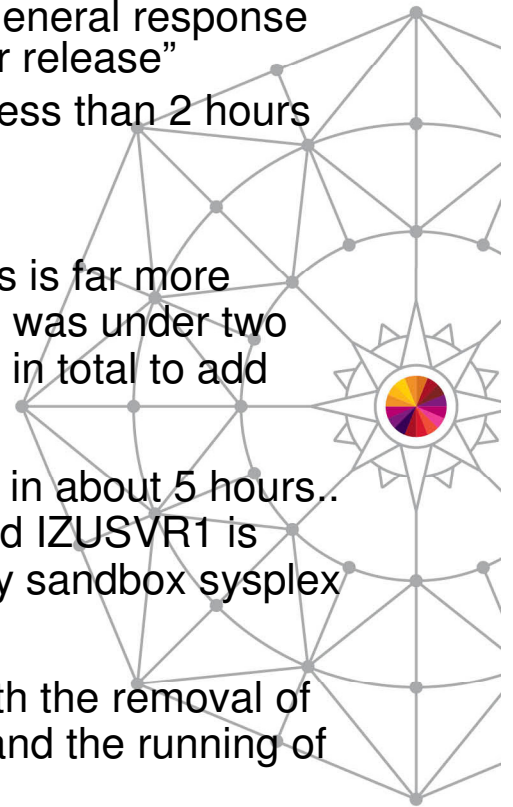 eneral response
r release”
ess than 2 hours
s is far more
was under two
in total to add
in about 5 hours..
d IZUSVR1 is
y sandbox sysplex
th the removal of
and the running of